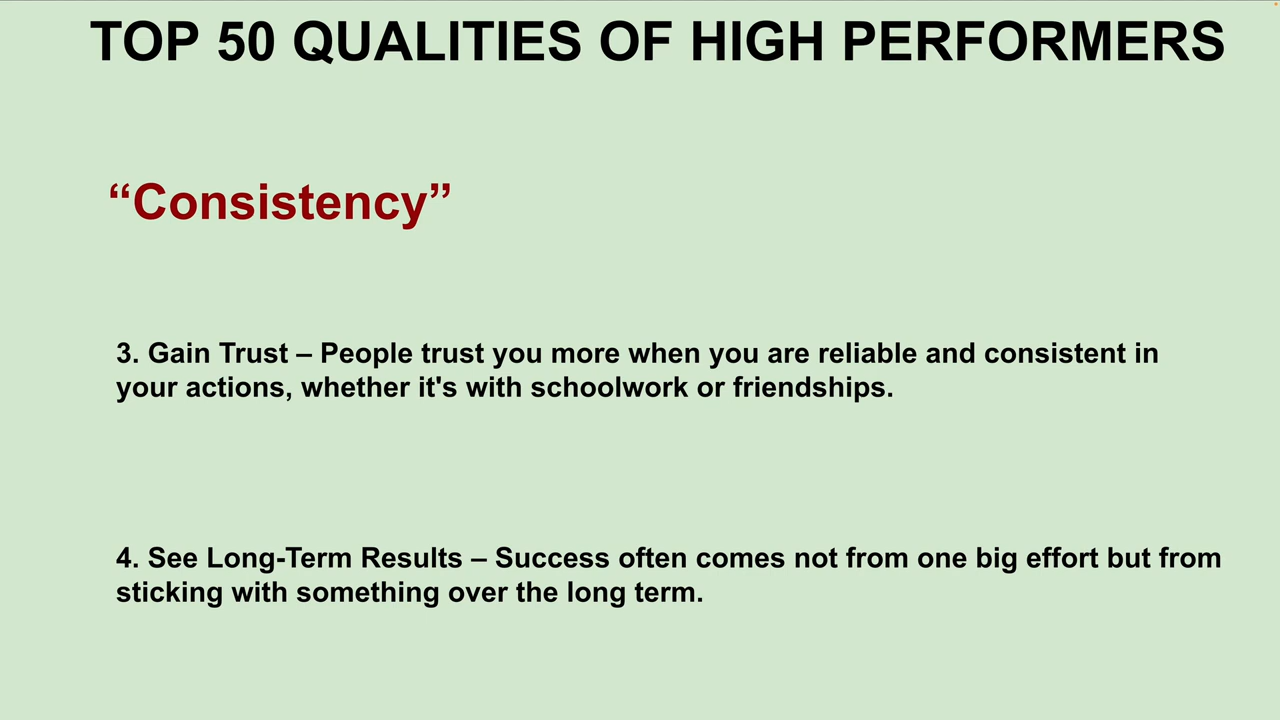 TOP 50 QUALITIES OF HIGH PERFORMERS
“Consistency”
3. Gain Trust – People trust you more when you are reliable and consistent in
your actions, whether it's with schoolwork or friendships.
4. See Long-Term Results – Success often comes not from one big effort but from
sticking with something over the long term.